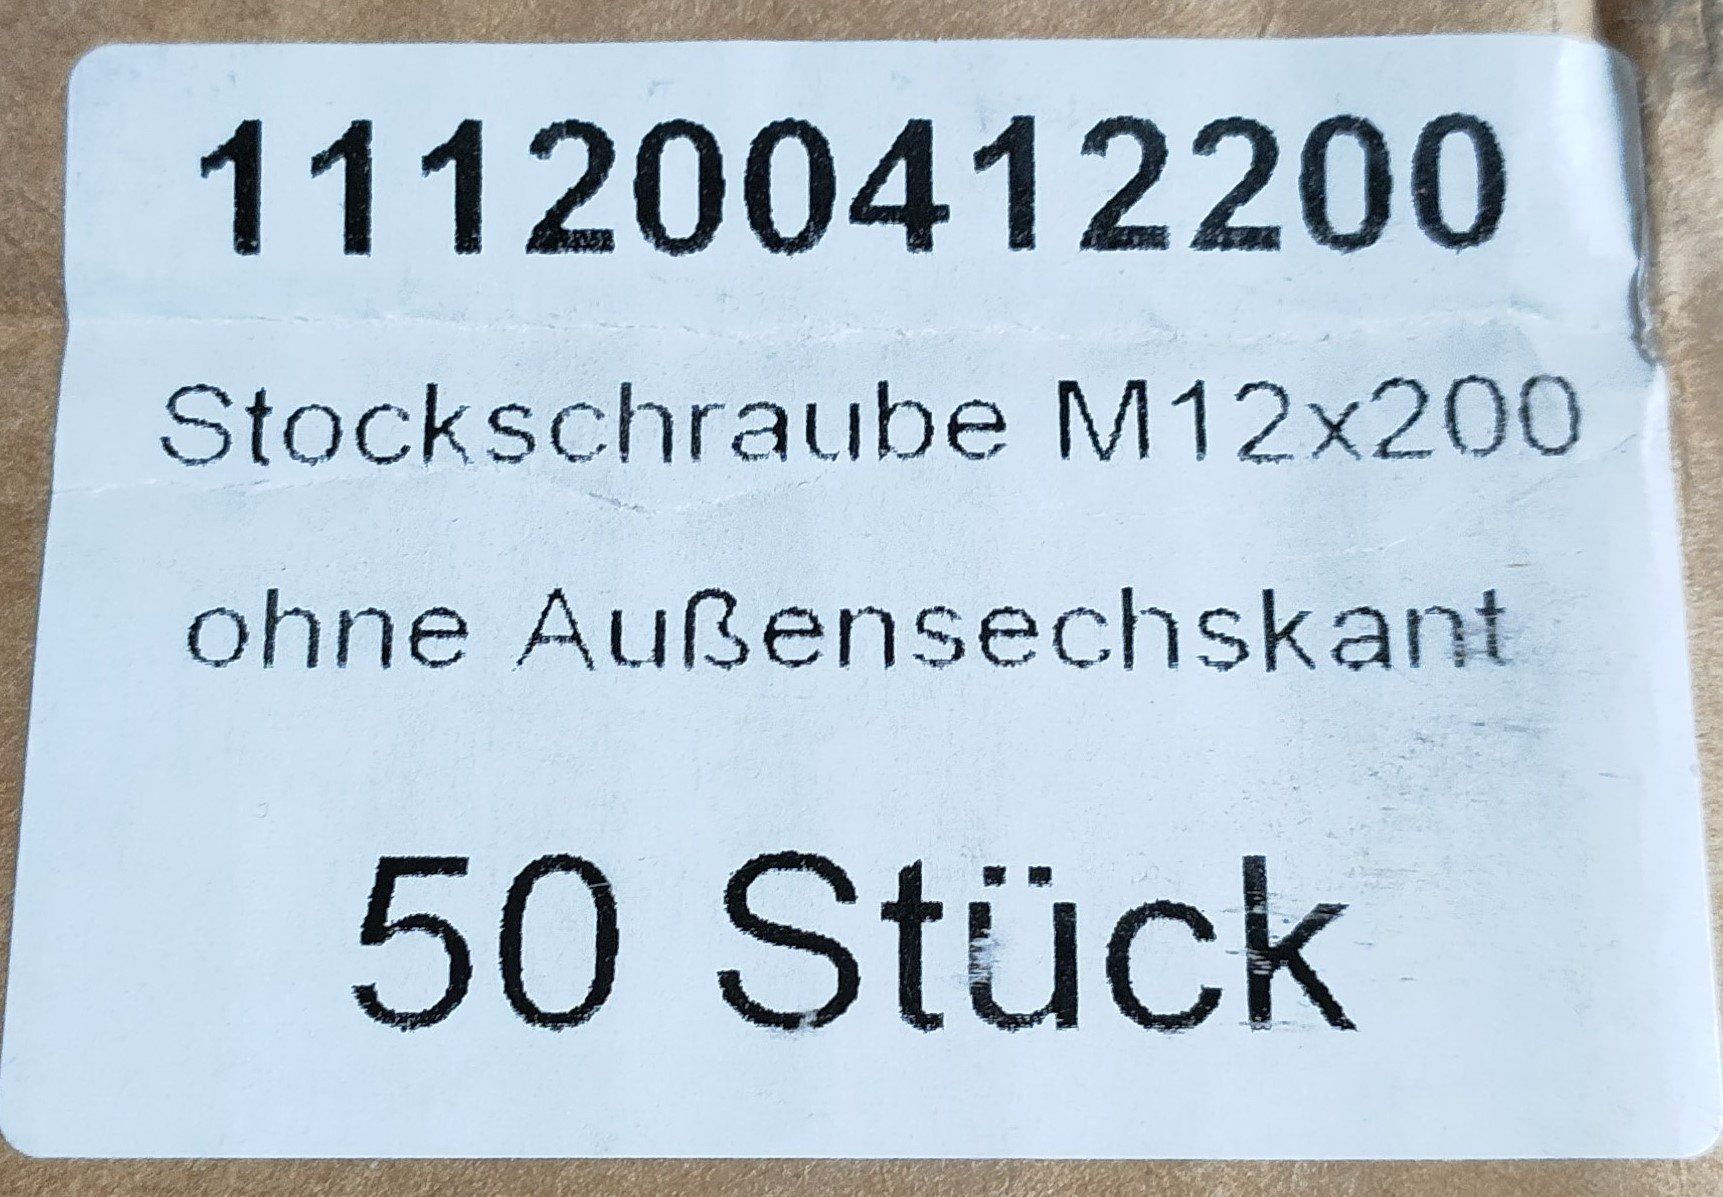 111200412200
Stockschraube M12x200
ohne Außensechskant
50 Stück